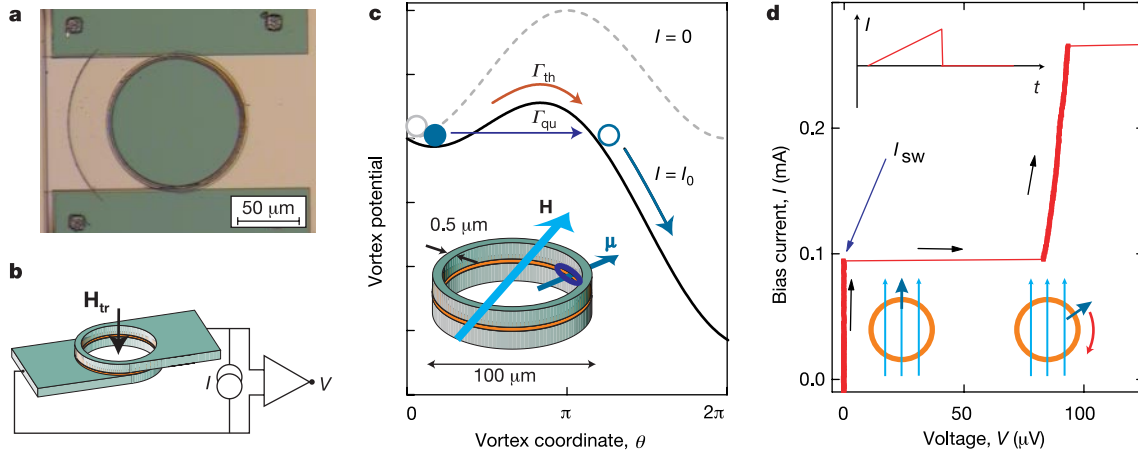 a
50 μm
b
H_tr
I
V
c
I = 0
Γ_th
Γ_qu
I = I_0
H
0.5 μm
μ
100 μm
Vortex potential
0
π
2π
Vortex coordinate, θ
d
I
t
I_SW
0.2
0.1
0.0
Bias current, I (mA)
0
50
100
Voltage, V (μV)